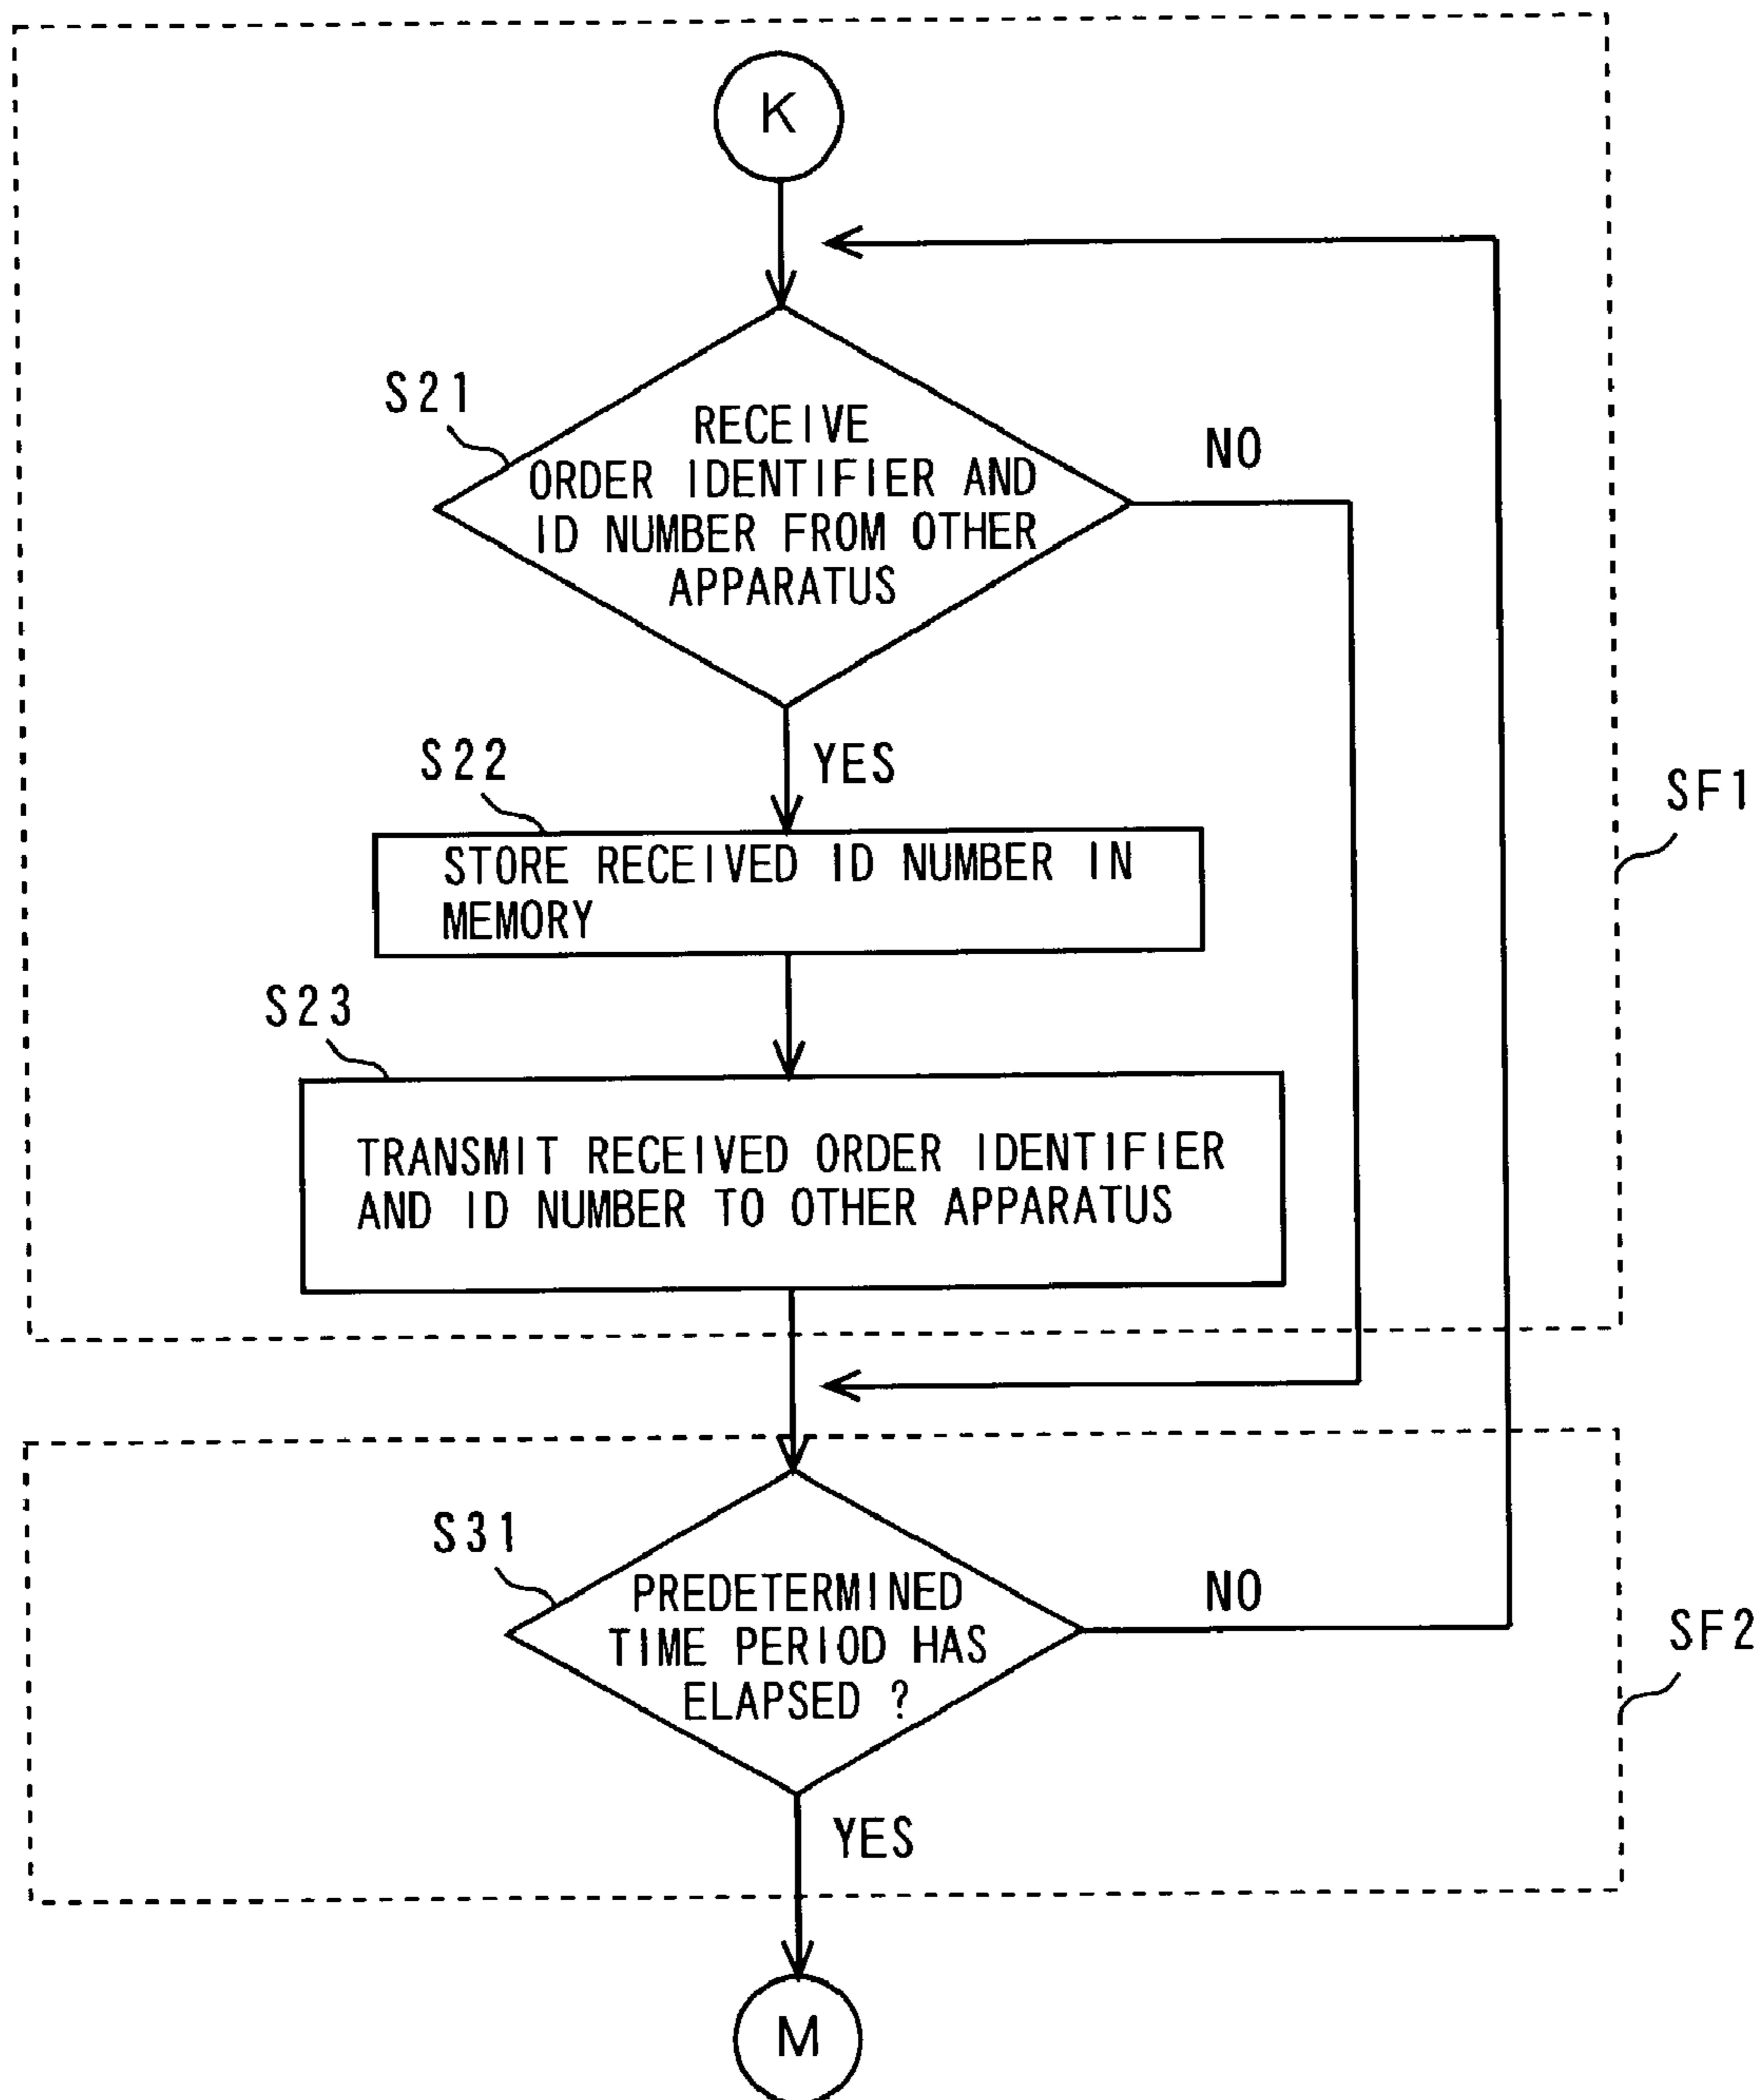 K
S21
RECEIVE
ORDER IDENTIFIER AND
ID NUMBER FROM OTHER
APPARATUS
NO
S22
YES
SF1
STORE RECEIVED ID NUMBER IN
MEMORY
S23
TRANSMIT RECEIVED ORDER IDENTIFIER
AND ID NUMBER TO OTHER APPARATUS
S31
PREDETERMINED
TIME PERIOD HAS
ELAPSED ?
NO
SF2
YES
M